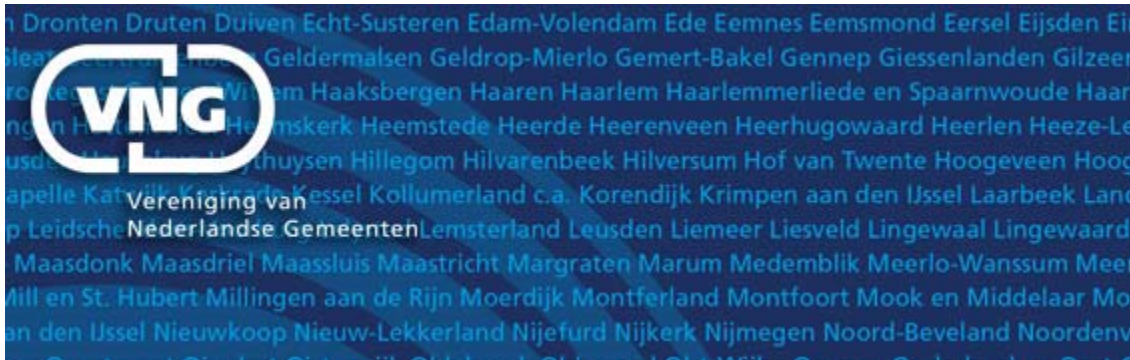 Dronten Druten Duiven Echt-Susteren Edam-Volendam Ede Eemnes Eemsmond Eersel Eijsden
Geldermalsen Geldrop-Mierlo Gemert-Bakel Gennep Giessenlanden
Haaksbergen Haaren Haarlem Haarlemmerliede en Spaarnwoude
VNG
Heemstede Heerde Heerenveen Heerhugowaard Heerlen
Hillegom Hilvarenbeek Hilversum Hof van Twente Hoogeveen
Kessel Kollumerland c.a. Korendijk Krimpen aan den IJssel Laarbeek
Vereniging van
Nederlandse Gemeenten
Lemsterland Leusden Liemeer Liesveld Lingewaal Lingewaard
Maasdonk Maasdriel Maassluis Maastricht Margraten Marum Medemblik Meerlo-Wanssum
Mill en St. Hubert Millingen aan de Rijn Moerdijk Montferland Montfoort Mook en Middelaar
den IJssel Nieuwkoop Nieuw-Lekkerland Nijefurd Nijkerk Nijmegen Noord-Beveland